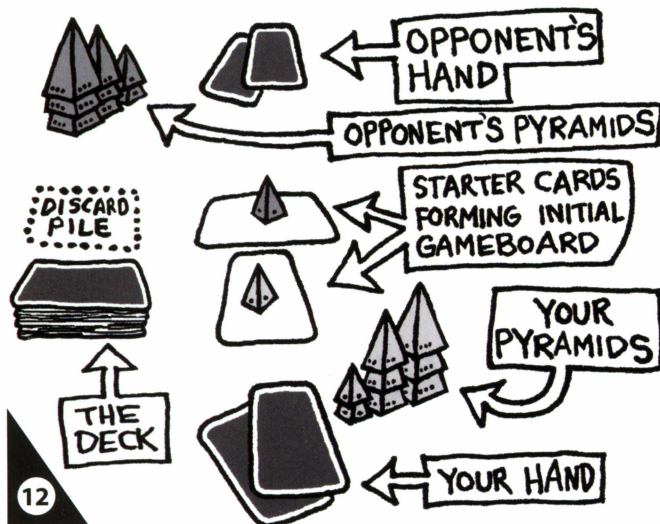 OPPONENT'S
HAND
OPPONENT'S PYRAMIDS
DISCARD
PILE
STARTER CARDS
FORMING INITIAL
GAMEBOARD
YOUR
PYRAMIDS
THE
DECK
YOUR HAND
12